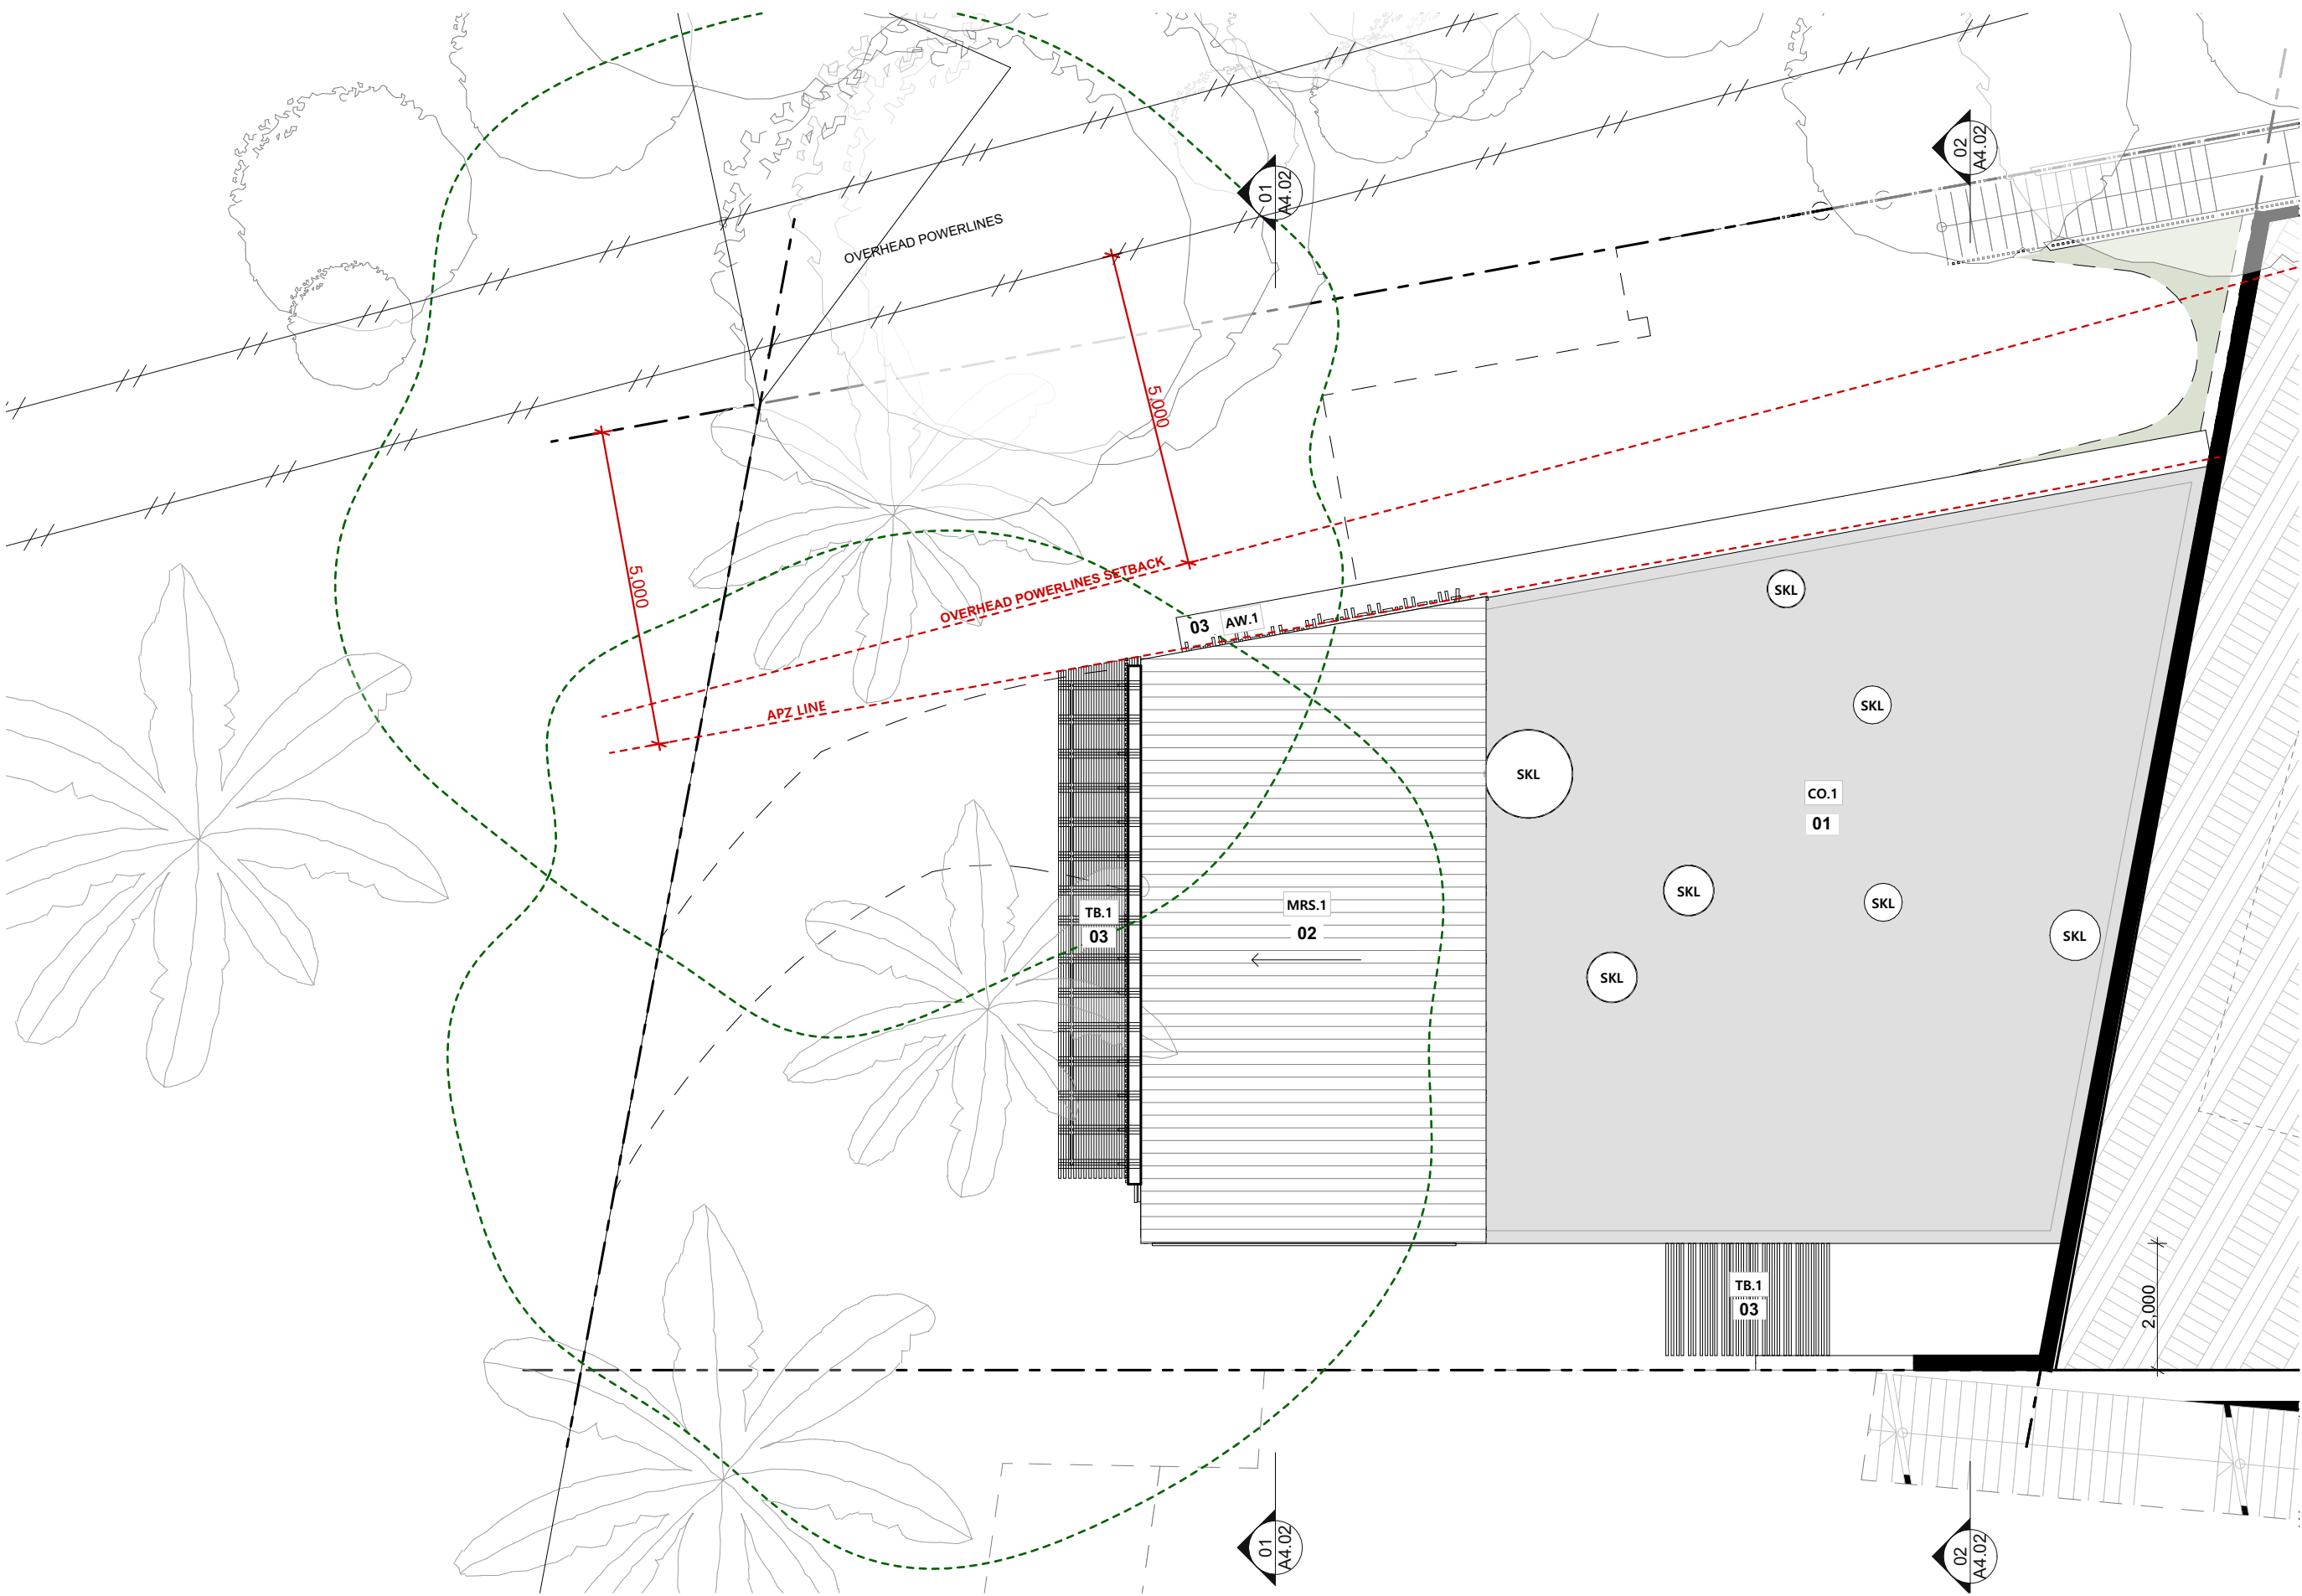 02
A4.02
01
A4.02
OVERHEAD POWERLINES
5,000
5,000
OVERHEAD POWERLINES SETBACK
03 AW.1
APZ LINE
SKL
SKL
SKL
CO.1
01
SKL
SKL
SKL
SKL
TB.1
03
MRS.1
02
TB.1
03
2,000
01
A4.02
02
A4.02